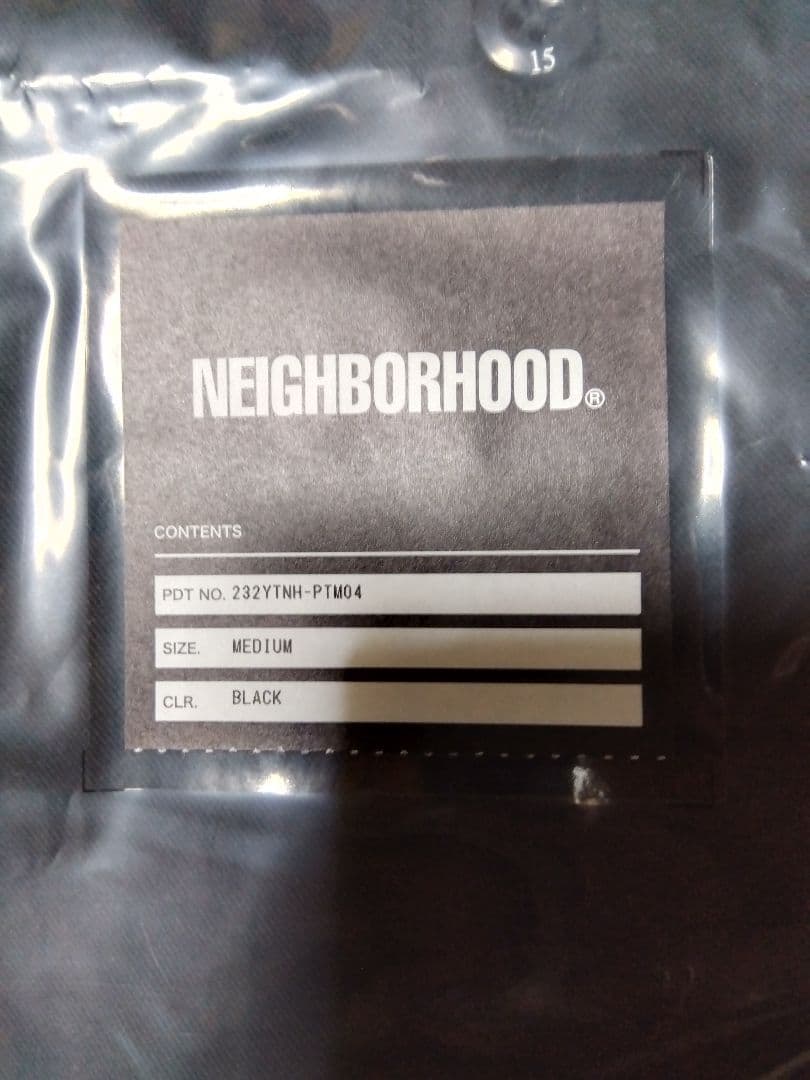 15
NEIGHBORHOOD®
CONTENTS
PDT NO. 232YTNH-PTM04
SIZE. MEDIUM
CLR. BLACK